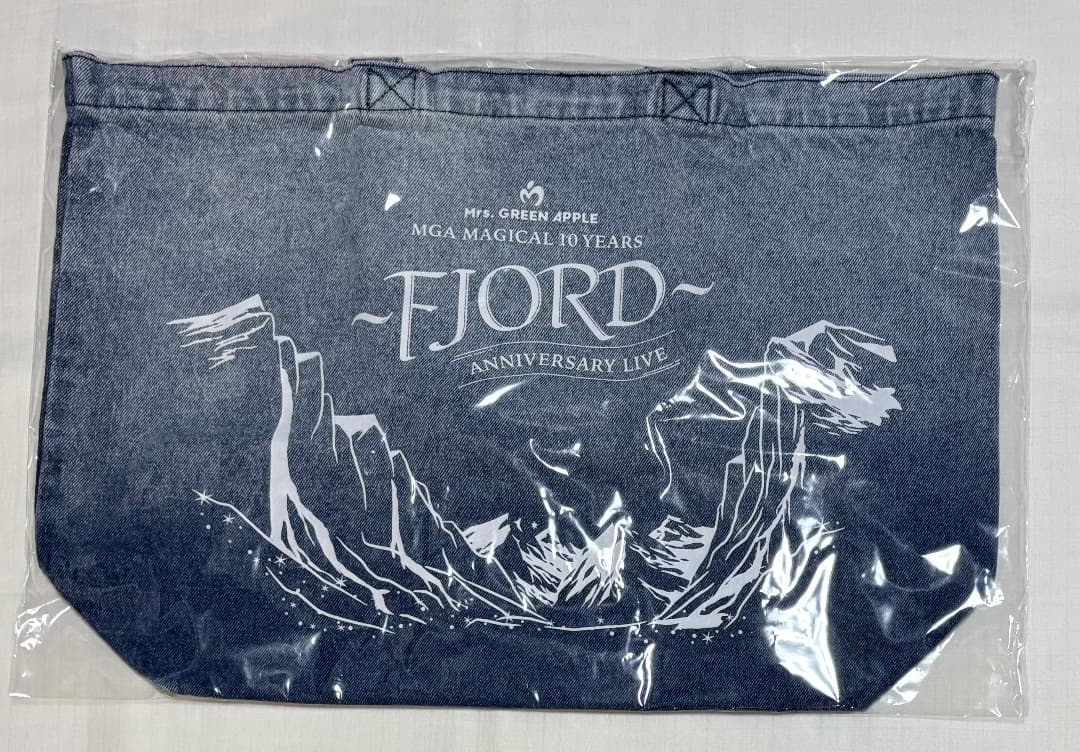 Mrs. GREEN APPLE
MGA MAGICAL 10 YEARS
~FJORD~
ANNIVERSARY LIVE